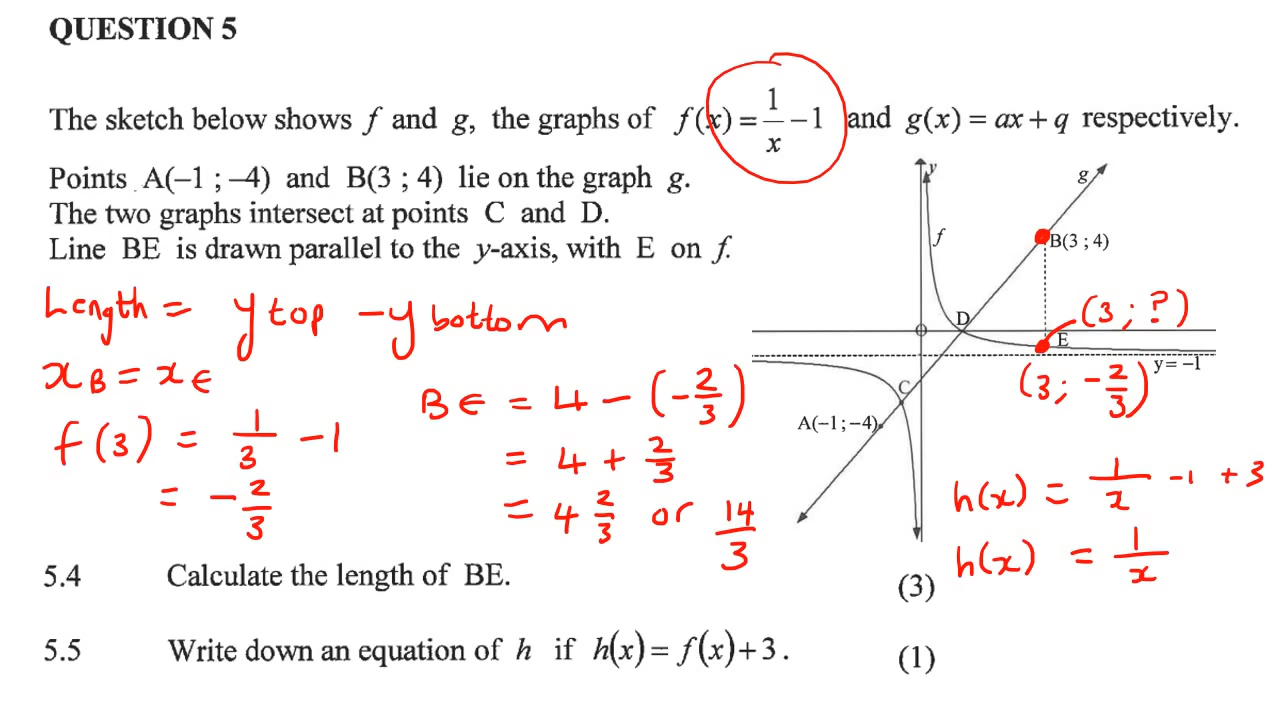 QUESTION 5
The sketch below shows f and g, the graphs of f(x) = 1/x − 1 and g(x) = ax + q respectively.
Points A(−1 ; −4) and B(3 ; 4) lie on the graph g.
The two graphs intersect at points C and D.
Line BE is drawn parallel to the y-axis, with E on f.
y
g
f
B(3 ; 4)
O
D
E
y = −1
C
A(−1 ; −4)
Length = y top − y bottom
x_B = x_E
f(3) = 1/3 − 1
= −2/3
BE = 4 − (−2/3)
= 4 + 2/3
= 4 2/3 or 14/3
(3 ; ?)
(3 ; −2/3)
h(x) = 1/x − 1 + 3
h(x) = 1/x
5.4 Calculate the length of BE. (3)
5.5 Write down an equation of h if h(x) = f(x) + 3 . (1)